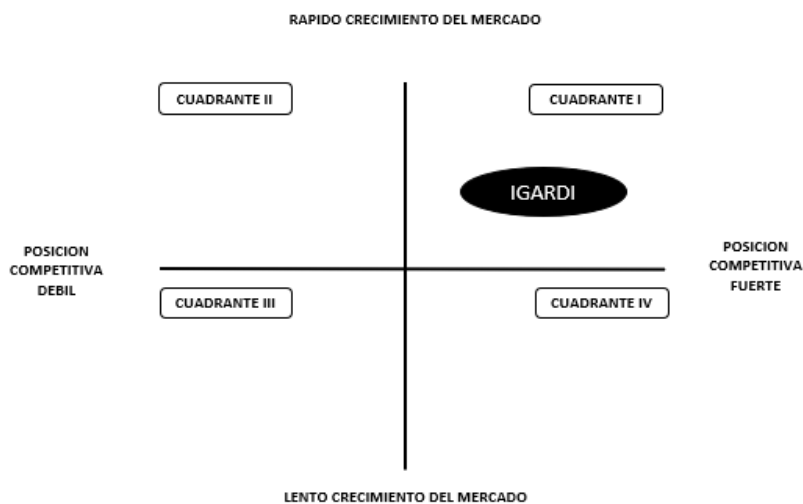 RAPIDO CRECIMIENTO DEL MERCADO
CUADRANTE II
CUADRANTE I
IGARDI
POSICION
COMPETITIVA
DEBIL
POSICION
COMPETITIVA
FUERTE
CUADRANTE III
CUADRANTE IV
LENTO CRECIMIENTO DEL MERCADO